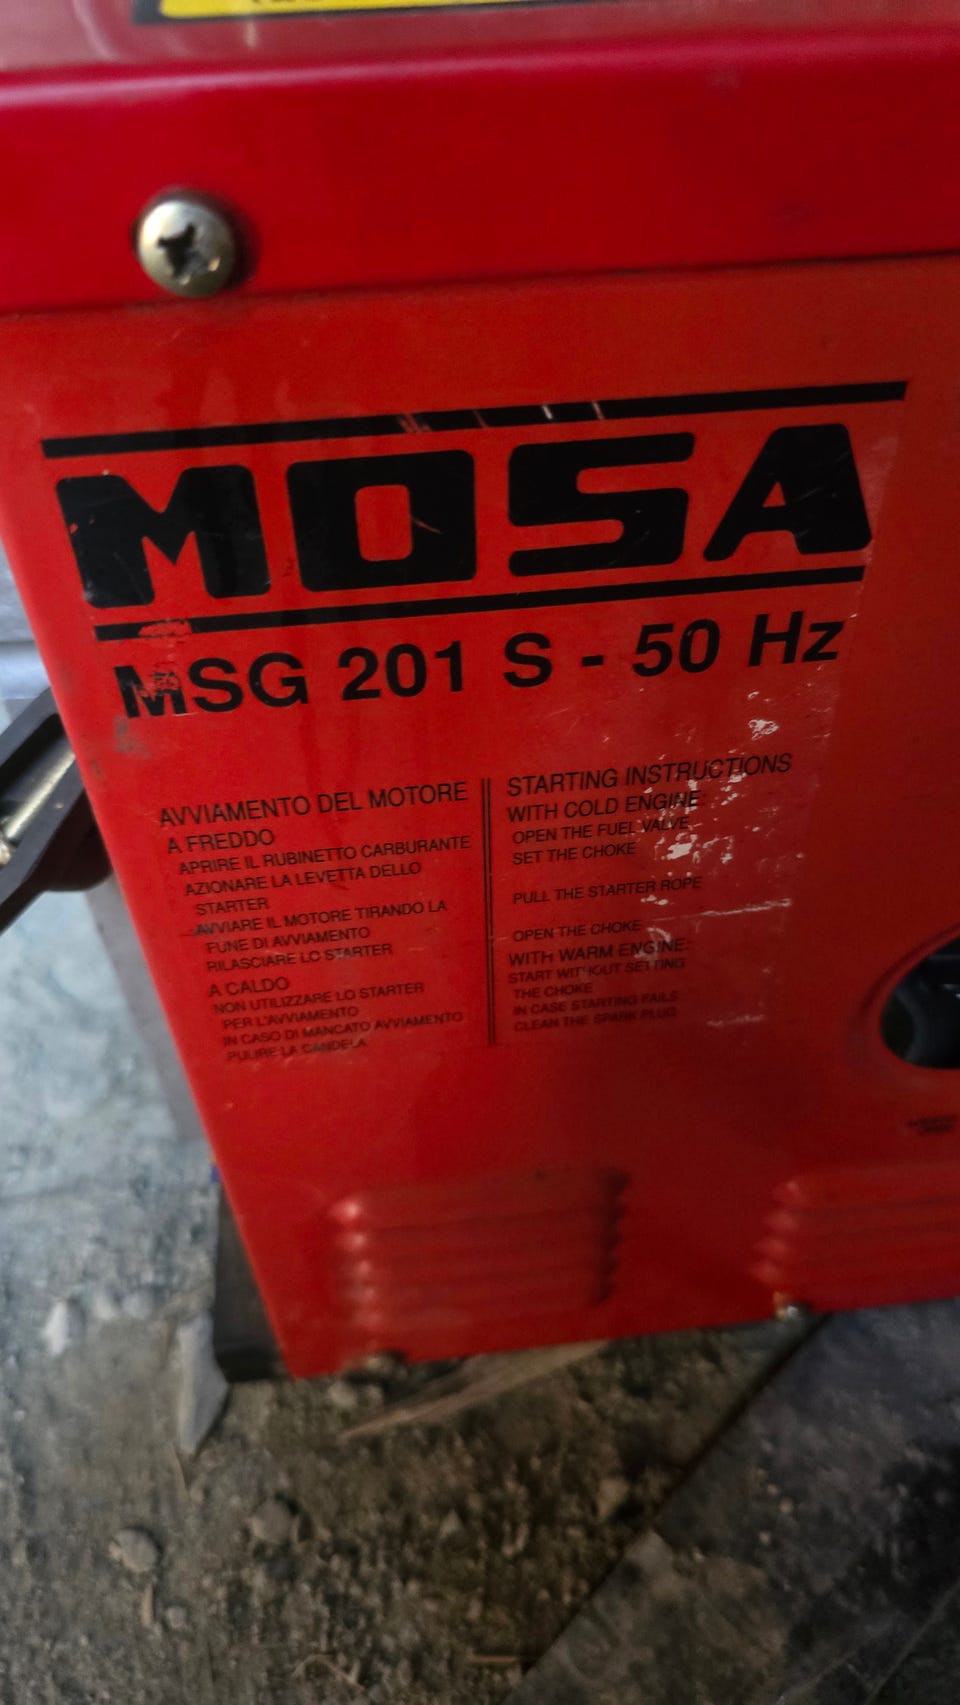 MOSA
MSG 201 S - 50 Hz
AVVIAMENTO DEL MOTORE
A FREDDO
APRIRE IL RUBINETTO CARBURANTE
AZIONARE LA LEVETTA DELLO
STARTER
AVVIARE IL MOTORE TIRANDO LA
FUNE DI AVVIAMENTO
RILASCIARE LO STARTER
A CALDO
NON UTILIZZARE LO STARTER
PER L'AVVIAMENTO
IN CASO DI MANCATO AVVIAMENTO
PULIRE LA CANDELA
STARTING INSTRUCTIONS
WITH COLD ENGINE:
OPEN THE FUEL VALVE
SET THE CHOKE
PULL THE STARTER ROPE
OPEN THE CHOKE
WITH WARM ENGINE:
START WITHOUT SETTING
THE CHOKE
IN CASE STARTING FAILS
CLEAN THE SPARK PLUG